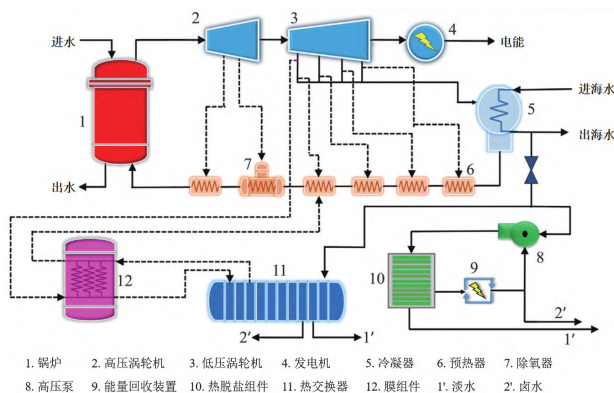 进水
2
3
4
电能
进海水
5
出海水
1
7
6
出水
12
11
10
9
8
2′
1′
2′
1′
1. 锅炉 2. 高压涡轮机 3. 低压涡轮机 4. 发电机 5. 冷凝器 6. 预热器 7. 除氧器
8. 高压泵 9. 能量回收装置 10. 热脱盐组件 11. 热交换器 12. 膜组件 1′. 淡水 2′. 卤水